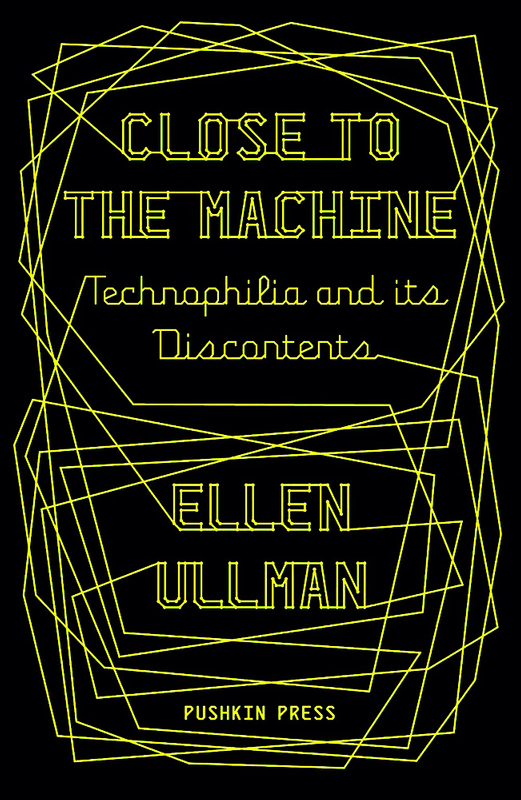 CLOSE TO
THE MACHINE
Technophilia and its
Discontents
ELLEN
ULLMAN
PUSHKIN PRESS